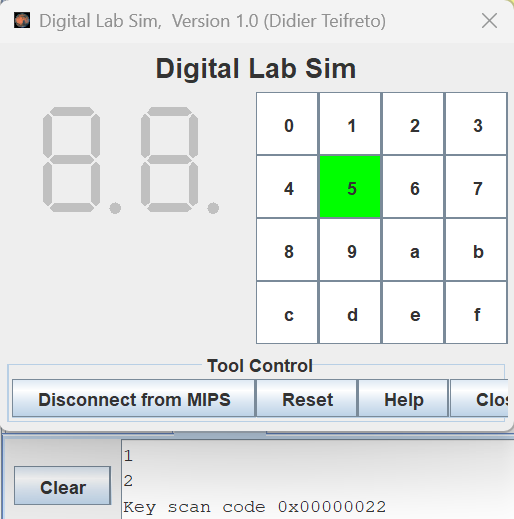 Digital Lab Sim, Version 1.0 (Didier Teifreto)
Digital Lab Sim
0 1 2 3
4 5 6 7
8 9 a b
c d e f
Tool Control
Disconnect from MIPS Reset Help Clos
Clear
1
2
Key scan code 0x00000022